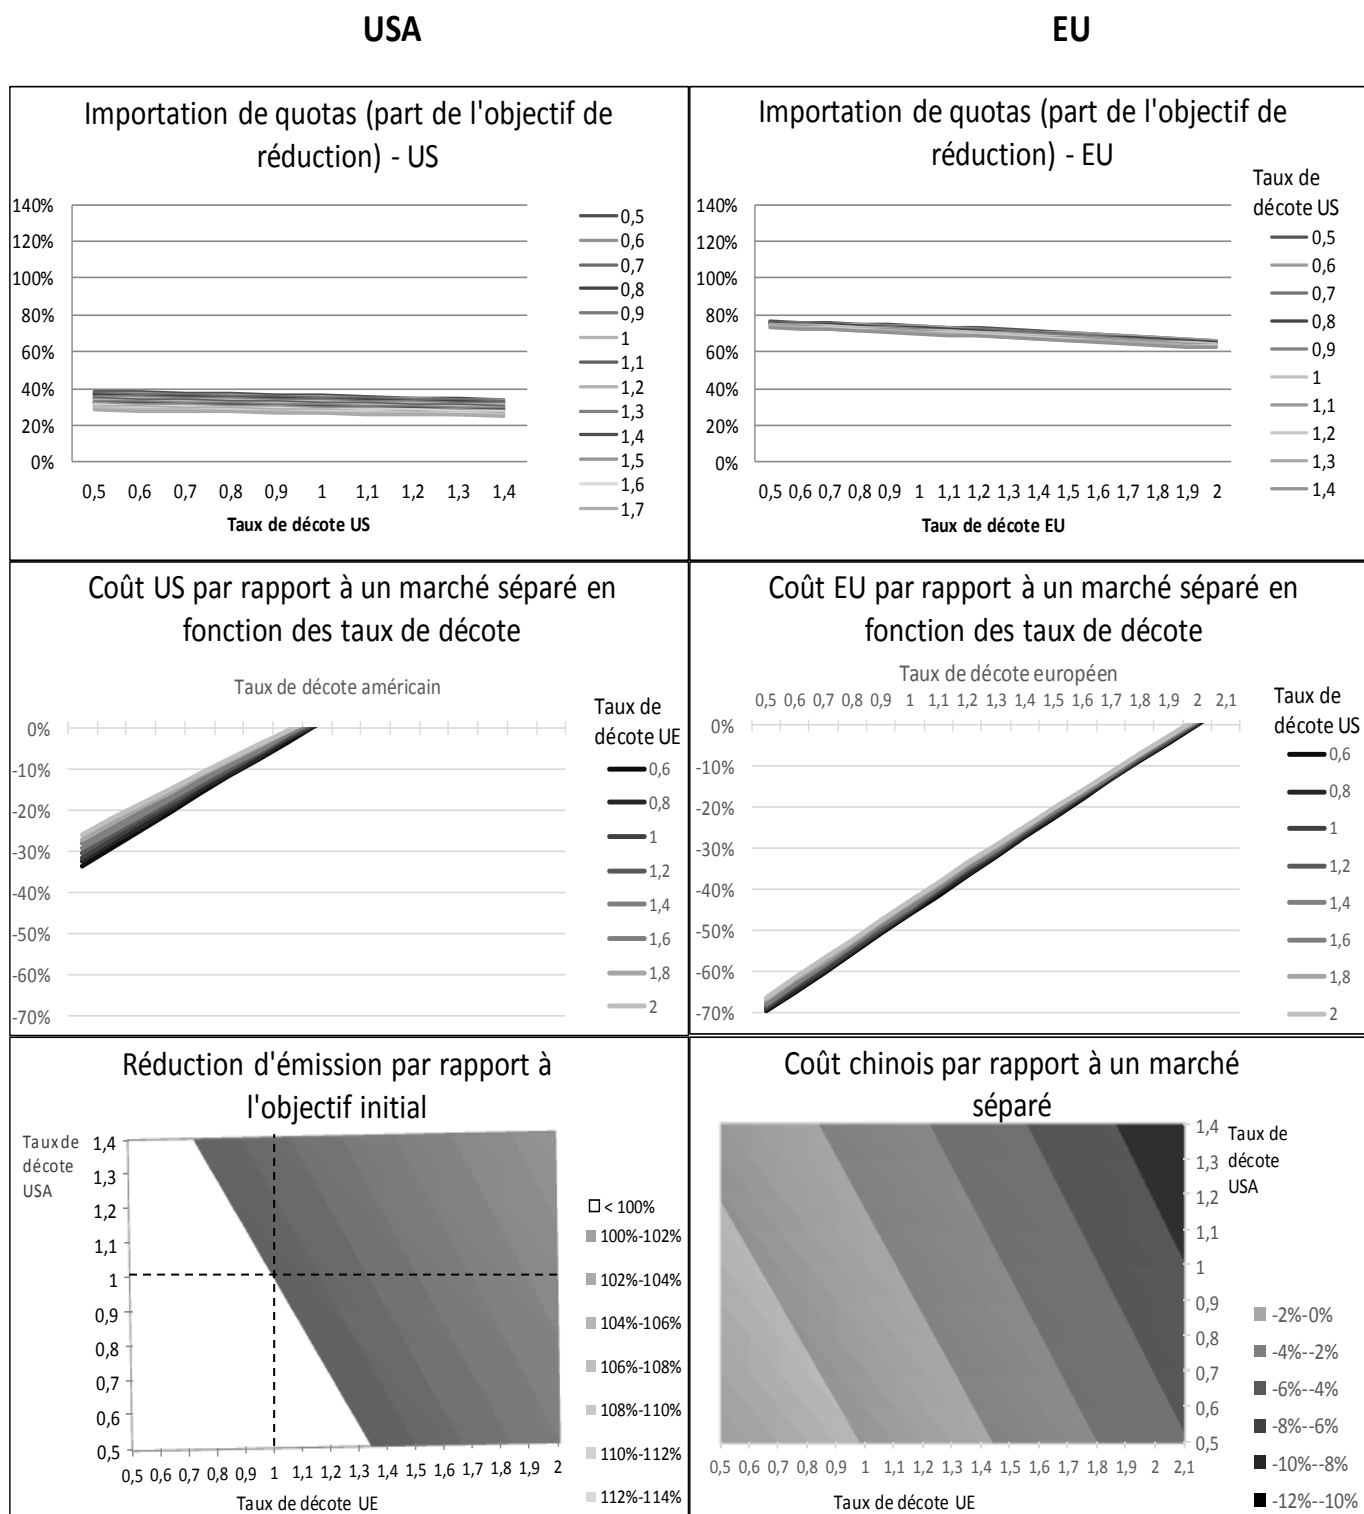 USA
EU
Importation de quotas (part de l'objectif de
réduction) - US
140%
120%
100%
80%
60%
40%
20%
0%
0,5 0,6 0,7 0,8 0,9 1 1,1 1,2 1,3 1,4
Taux de décote US
0,5
0,6
0,7
0,8
0,9
1
1,1
1,2
1,3
1,4
1,5
1,6
1,7
Importation de quotas (part de l'objectif de
réduction) - EU
140%
120%
100%
80%
60%
40%
20%
0%
0,5 0,6 0,7 0,8 0,9 1 1,1 1,2 1,3 1,4 1,5 1,6 1,7 1,8 1,9 2
Taux de décote EU
Taux de
décote US
0,5
0,6
0,7
0,8
0,9
1
1,1
1,2
1,3
1,4
Coût US par rapport à un marché séparé en
fonction des taux de décote
Taux de décote américain
0%
-10%
-20%
-30%
-40%
-50%
-60%
-70%
Taux de
décote UE
0,6
0,8
1
1,2
1,4
1,6
1,8
2
Coût EU par rapport à un marché séparé en
fonction des taux de décote
Taux de décote européen
0,5 0,6 0,7 0,8 0,9 1 1,1 1,2 1,3 1,4 1,5 1,6 1,7 1,8 1,9 2 2,1
0%
-10%
-20%
-30%
-40%
-50%
-60%
-70%
Taux de
décote US
0,6
0,8
1
1,2
1,4
1,6
1,8
2
Réduction d'émission par rapport à
l'objectif initial
Taux de
décote
USA
1,4
1,3
1,2
1,1
1
0,9
0,8
0,7
0,6
0,5
0,5 0,6 0,7 0,8 0,9 1 1,1 1,2 1,3 1,4 1,5 1,6 1,7 1,8 1,9 2
Taux de décote UE
< 100%
100%-102%
102%-104%
104%-106%
106%-108%
108%-110%
110%-112%
112%-114%
Coût chinois par rapport à un marché
séparé
1,4
1,3
1,2
1,1
1
0,9
0,8
0,7
0,6
0,5
Taux de
décote
USA
0,5 0,6 0,7 0,8 0,9 1 1,1 1,2 1,3 1,4 1,5 1,6 1,7 1,8 1,9 2 2,1
Taux de décote UE
-2%-0%
-4%--2%
-6%--4%
-8%--6%
-10%--8%
-12%--10%